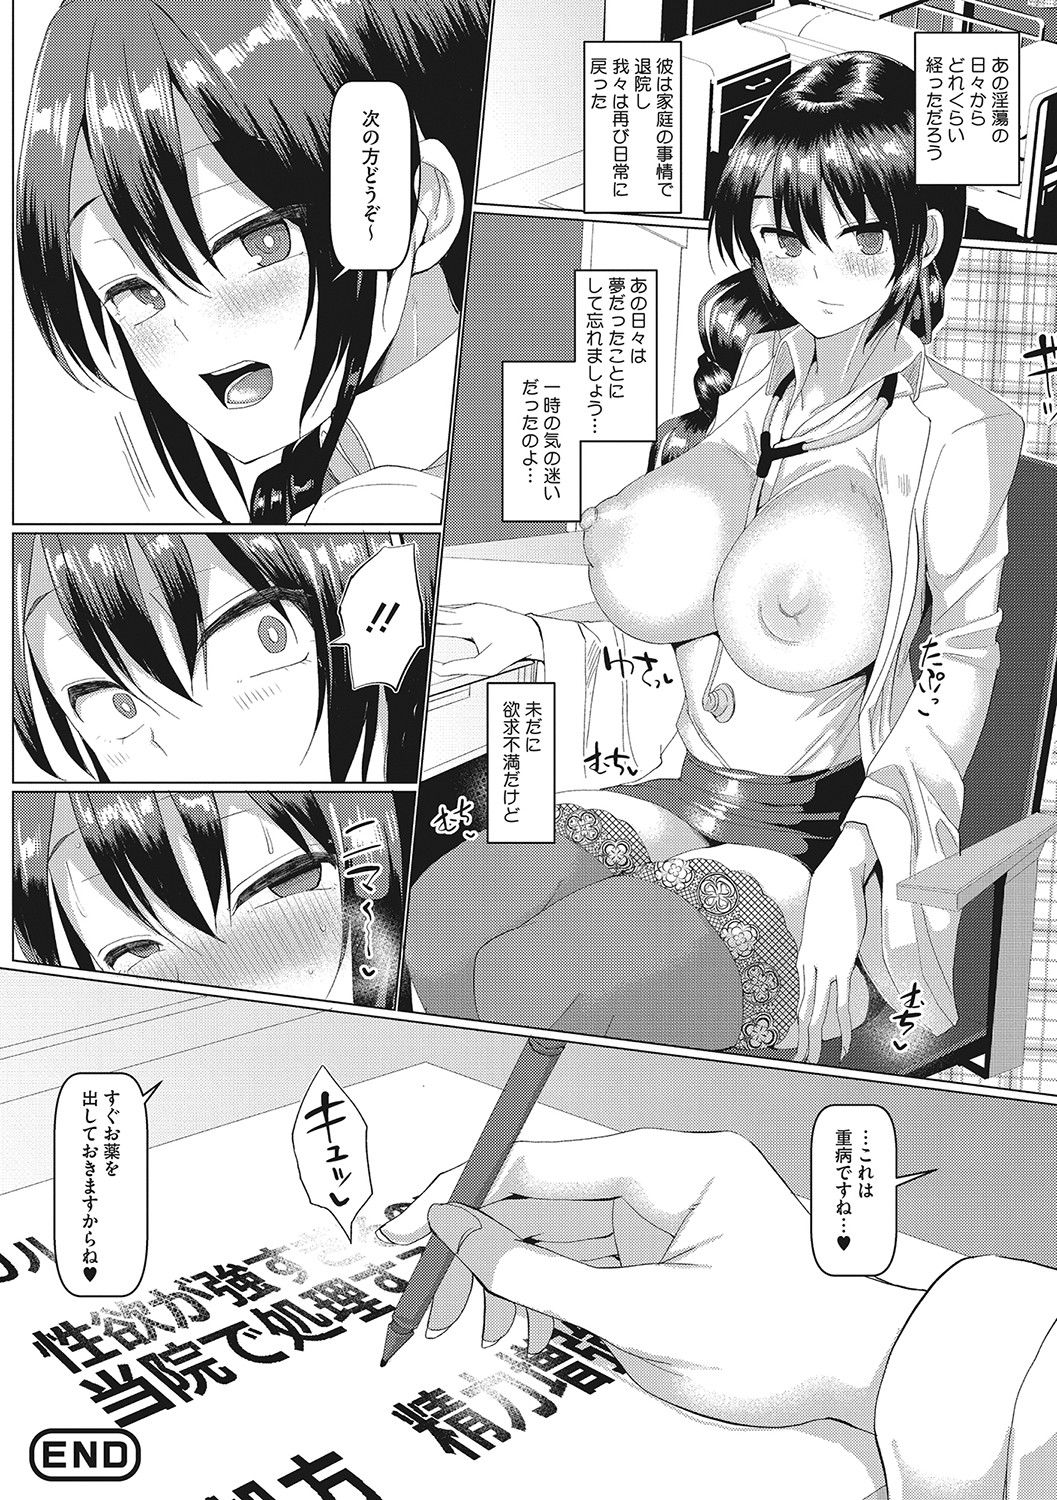 あの淫蕩の
日々から
どれくらい
経っただろう
彼は家庭の事情で
退院し
我々は再び日常に
戻った
次の方どうぞ〜
あの日々は
夢だったことに
して忘れましょう…
一時の気の迷い
だったのよ…
ゆさっ
たぷっ
むち
むち
むち
未だに
欲求不満だけど
!!
ニマ〜
…これは
重病ですね…♥
キュッ
すぐお薬を
出しておきますからね♥
性欲が強すぎる
当院で処理する
精力増
処方
END